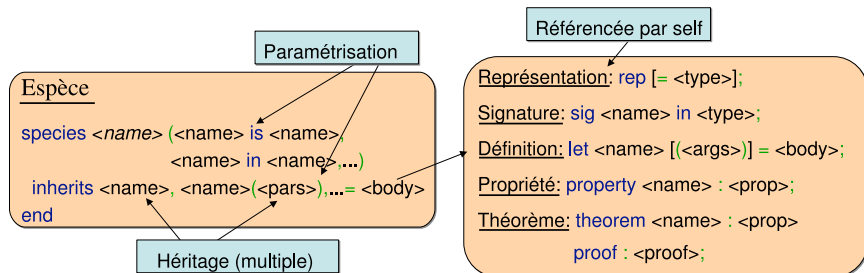 Paramétrisation
Référencée par self
Espèce
species <name> (<name> is <name>,
<name> in <name>,...)
inherits <name>, <name>(<pars>),...= <body>
end
Héritage (multiple)
Représentation: rep [= <type>];
Signature: sig <name> in <type>;
Définition: let <name> [(<args>)] = <body>;
Propriété: property <name> : <prop>;
Théorème: theorem <name> : <prop>
proof : <proof>;